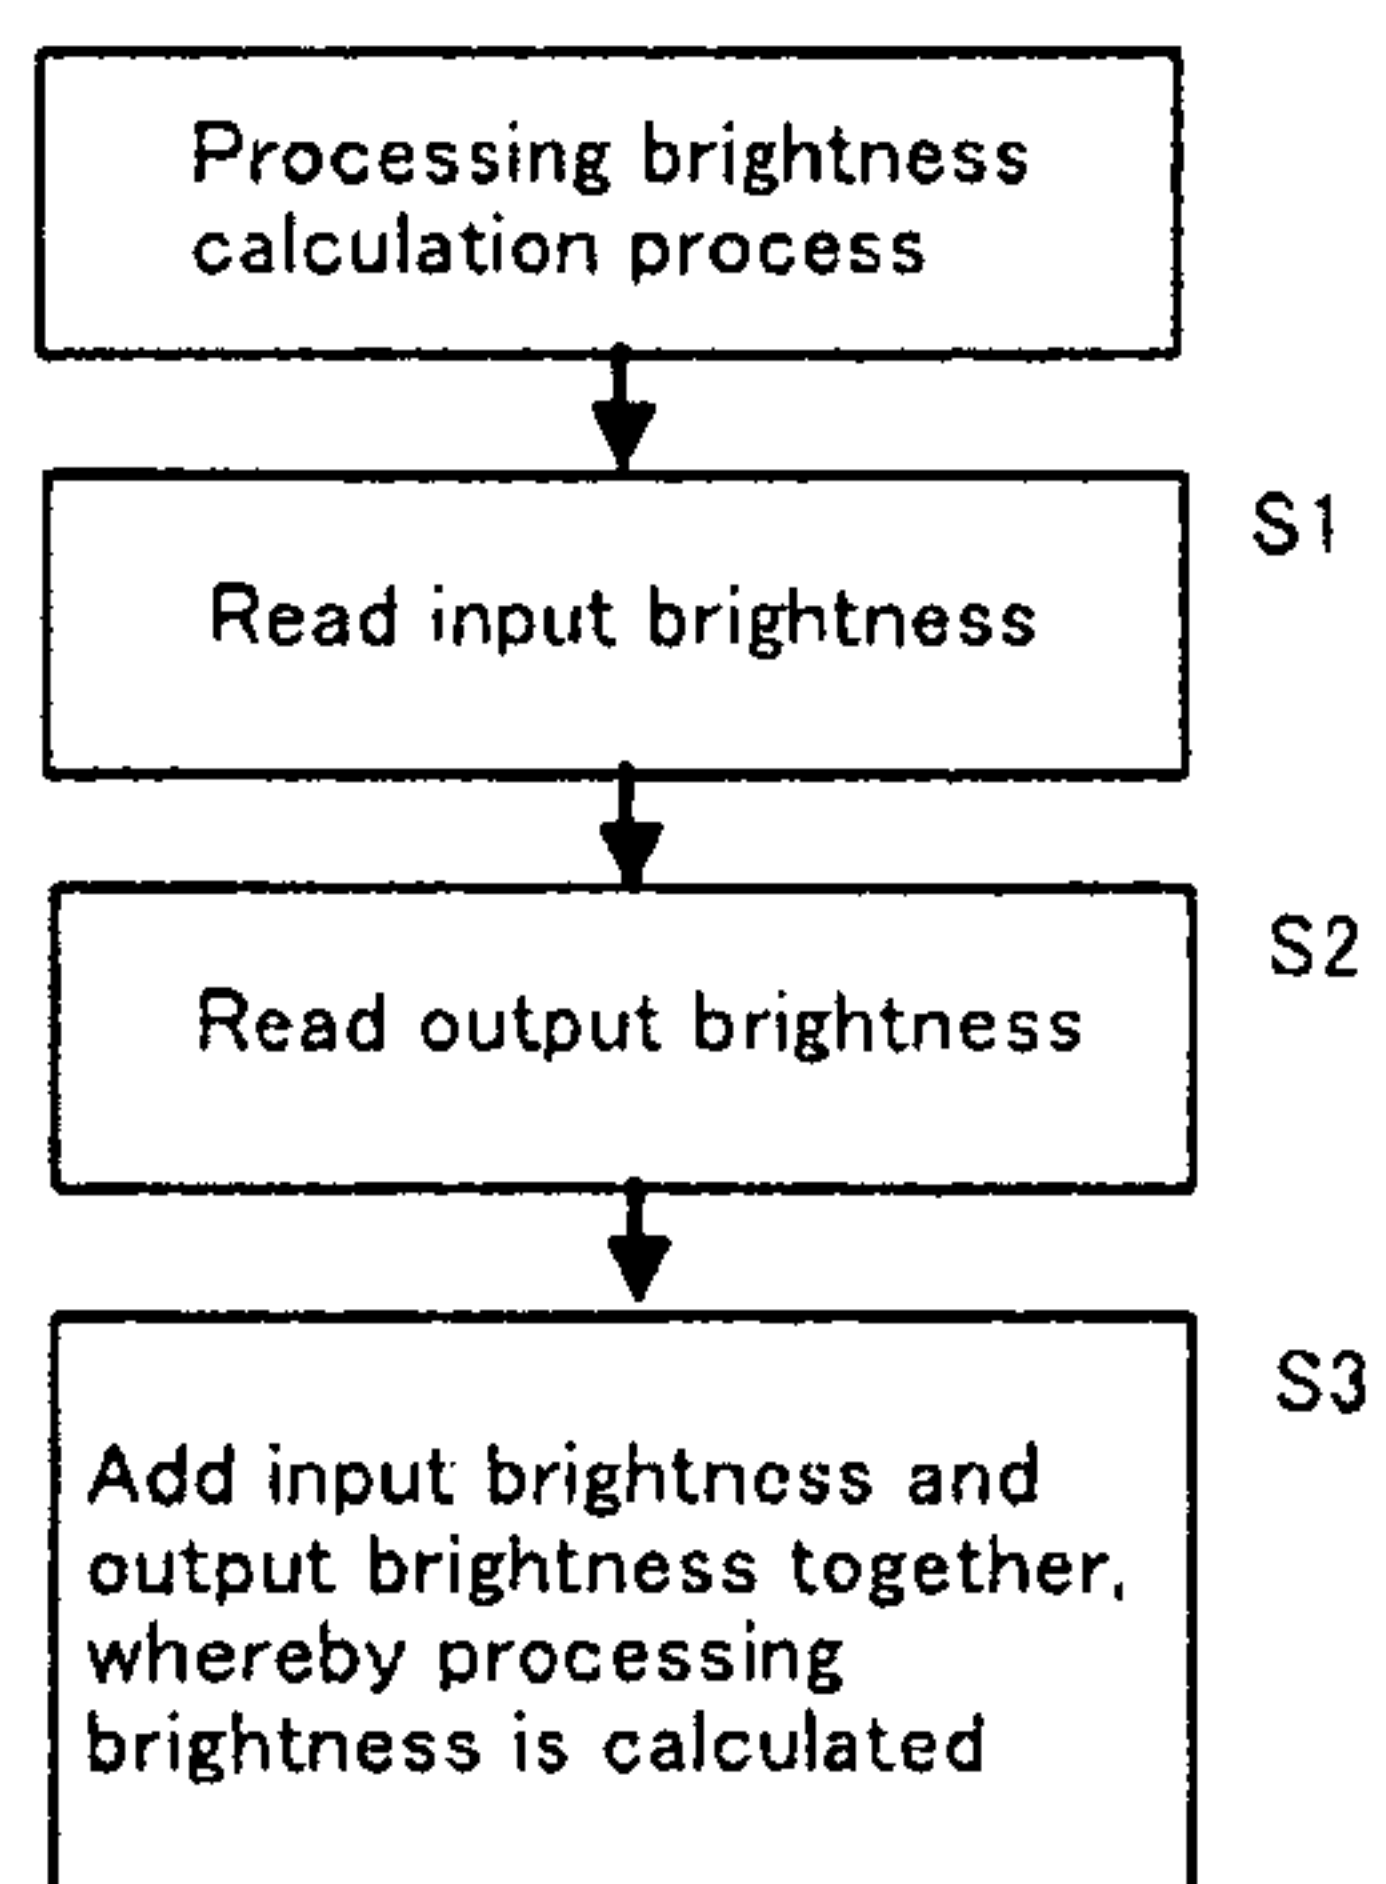 Processing brightness
calculation process
S1
Read input brightness
S2
Read output brightness
S3
Add input brightness and
output brightness together,
whereby processing
brightness is calculated